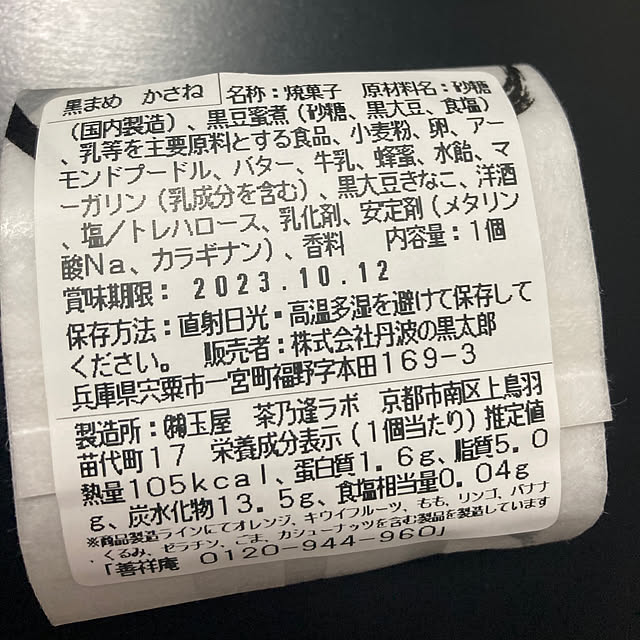 黒まめ　かさね
名称：焼菓子　原材料名：砂糖
（国内製造）、黒豆蜜煮（砂糖、黒大豆、食塩）
、乳等を主要原料とする食品、小麦粉、卵、アー
モンドプードル、バター、牛乳、蜂蜜、水飴、マ
ーガリン（乳成分を含む）、黒大豆きなこ、洋酒
、塩／トレハロース、乳化剤、安定剤（メタリン
酸Ｎａ、カラギナン）、香料　内容量：１個
賞味期限： 2023.10.12
保存方法：直射日光・高温多湿を避けて保存して
ください。　販売者：株式会社丹波の黒太郎
兵庫県宍粟市一宮町福野字本田１６９－３
製造所：㈱玉屋　茶乃逢ラボ　京都市南区上鳥羽
苗代町１７　栄養成分表示（１個当たり）推定値
熱量１０５ｋｃａｌ、蛋白質１．６ｇ、脂質５．０
ｇ、炭水化物１３．５ｇ、食塩相当量０．０４ｇ
※商品製造ラインにてオレンジ、キウイフルーツ、もも、リンゴ、バナナ
、くるみ、ゼラチン、ごま、カシューナッツを含む製品を製造しています
「善祥庵　０１２０－９４４－９６０」